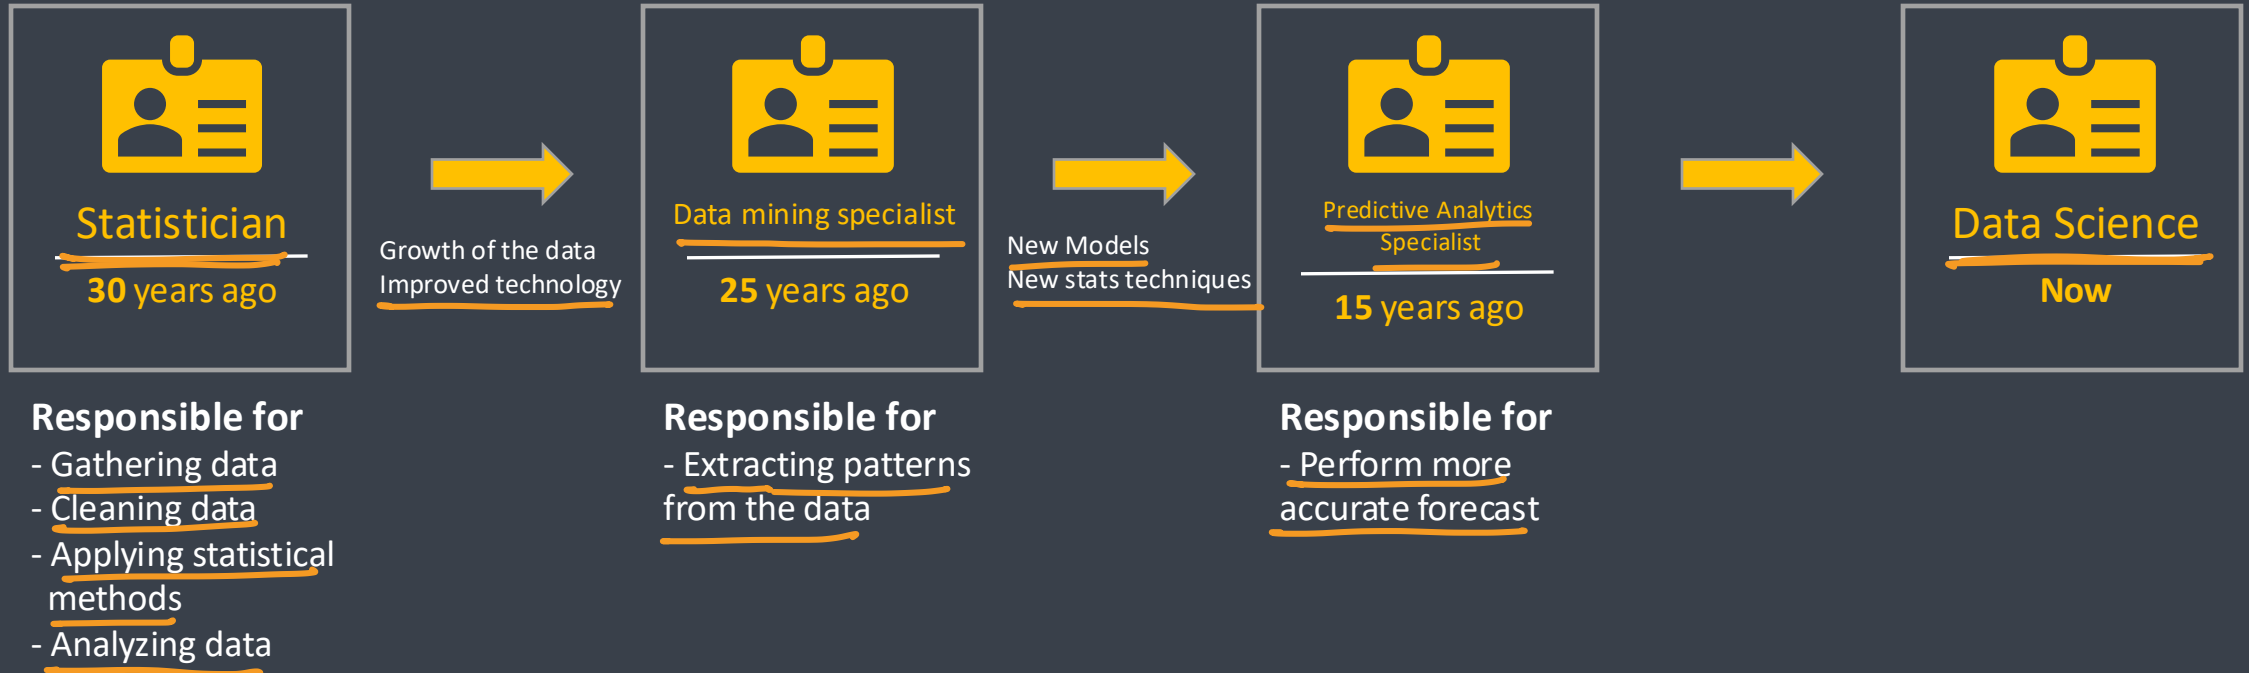 Statistician
30 years ago
Responsible for
- Gathering data
- Cleaning data
- Applying statistical
methods
- Analyzing data
Growth of the data
Improved technology
Data mining specialist
25 years ago
Responsible for
- Extracting patterns
from the data
New Models
New stats techniques
Predictive Analytics
Specialist
15 years ago
Responsible for
- Perform more
accurate forecast
Data Science
Now